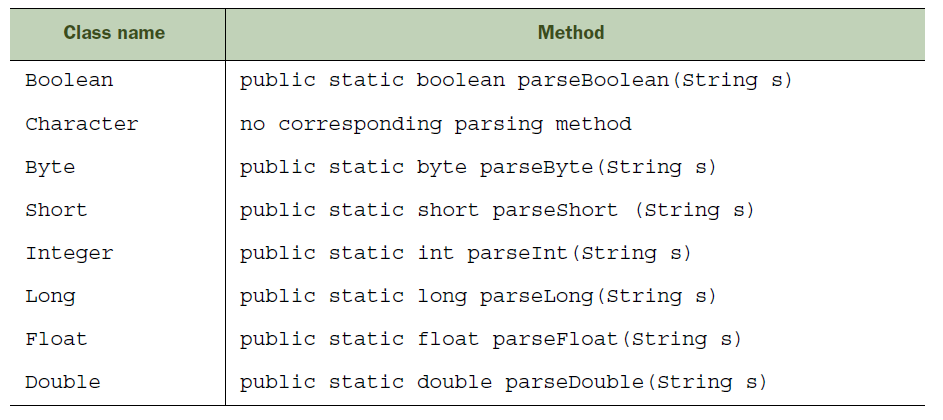 Class name Method
Boolean public static boolean parseBoolean(String s)
Character no corresponding parsing method
Byte public static byte parseByte(String s)
Short public static short parseShort (String s)
Integer public static int parseInt(String s)
Long public static long parseLong(String s)
Float public static float parseFloat(String s)
Double public static double parseDouble(String s)